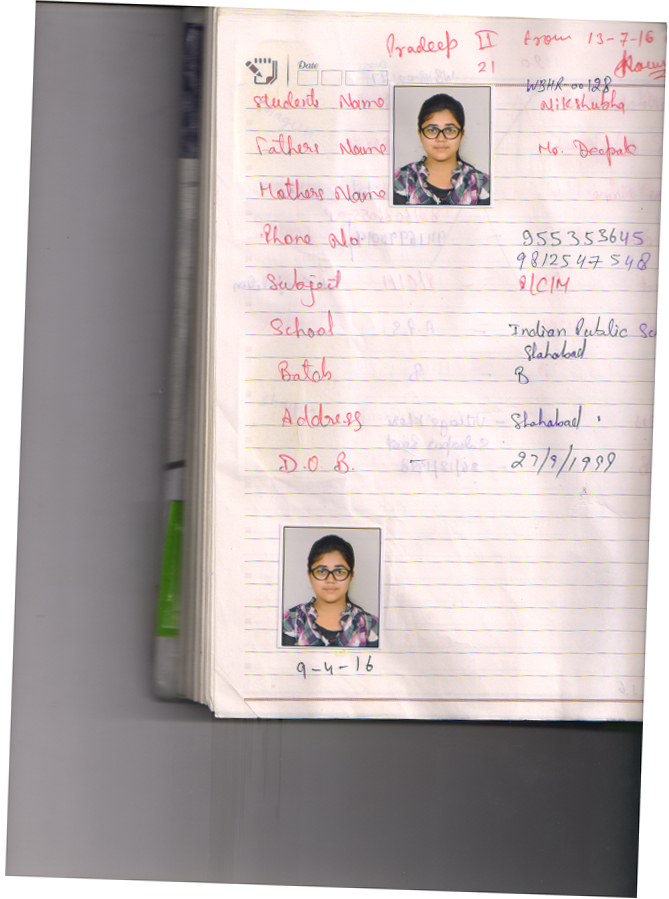 Pradeep II from 13-7-16
Date 21
WBHR-00128
Students Name Nikshubha
Fathers Name Mr. Deepak
Mothers Name
Phone No. 955353645
9812547548
Subject P/C/M
School Indian Public Sc
Shahabad
Batch B
Address Shahabad
D.O.B. - 27/9/1999
9-4-16